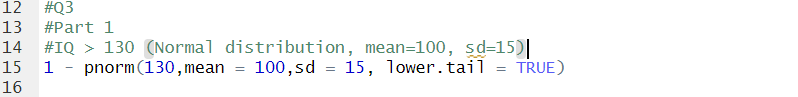 12 #Q3
13 #Part 1
14 #IQ > 130 (Normal distribution, mean=100, sd=15)
15 1 - pnorm(130,mean = 100,sd = 15, lower.tail = TRUE)
16